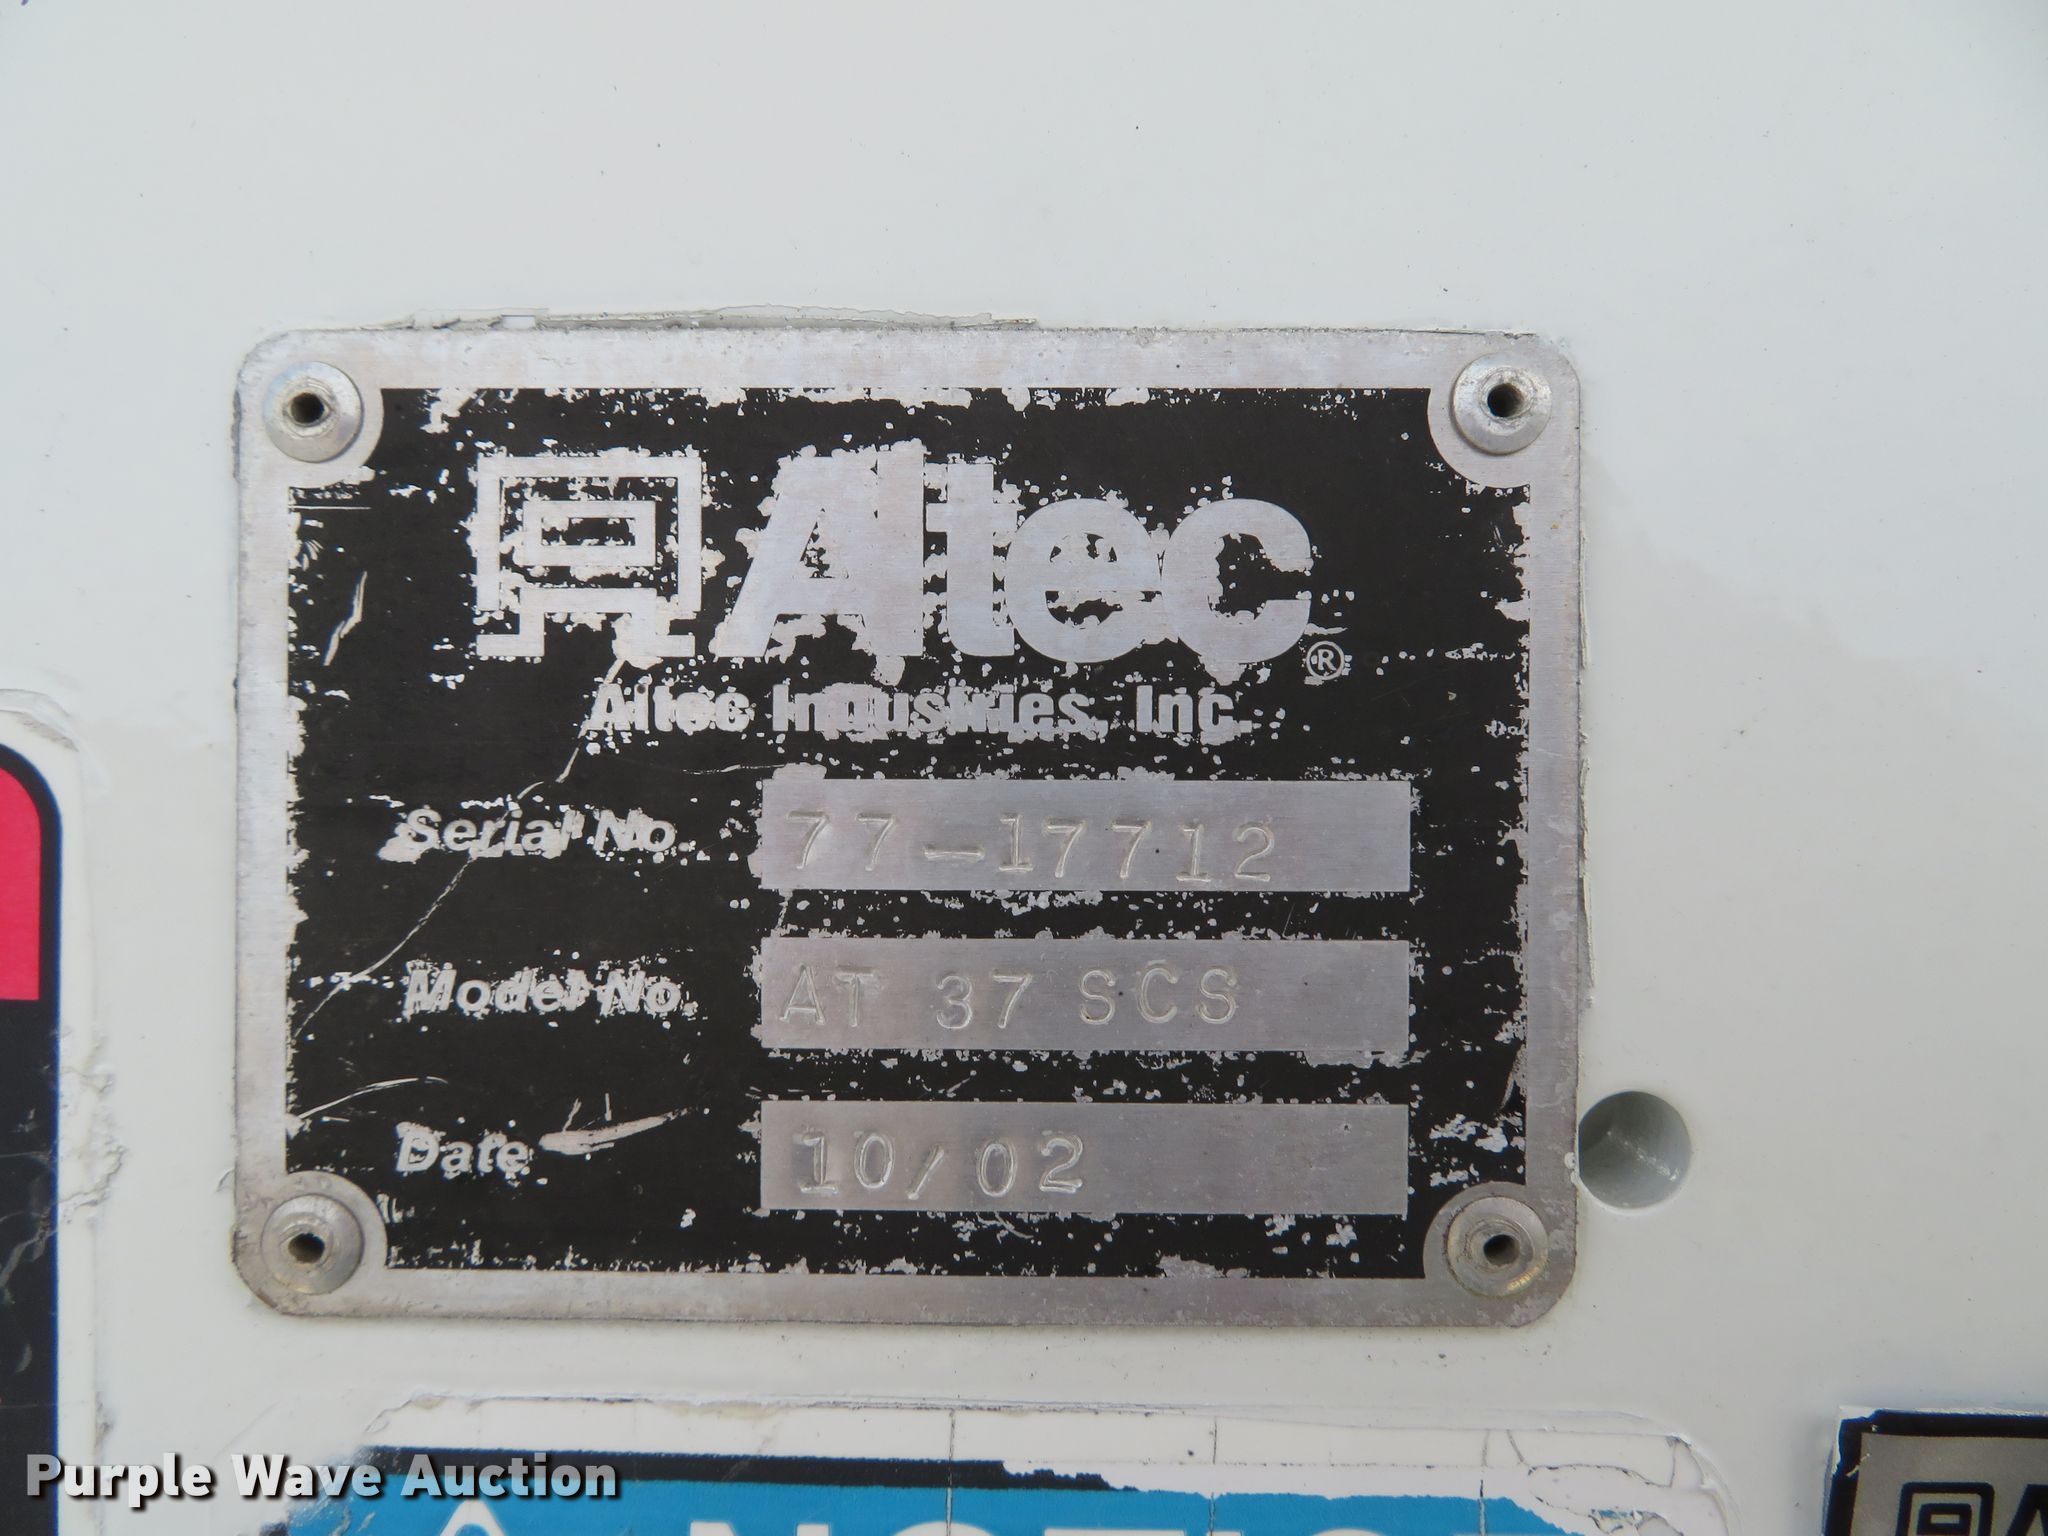 Altec®
Altec Industries, Inc.
Serial No. 77-17712
Model No. AT 37 SCS
Date 10/02
Purple Wave Auction
NOTICE